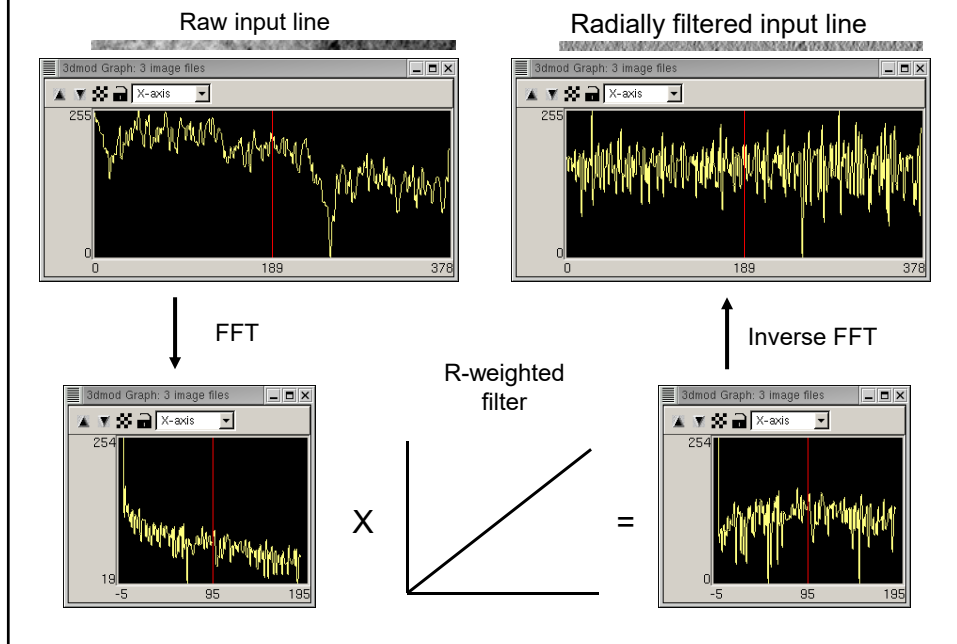 Raw input line
Radially filtered input line
3dmod Graph: 3 image files
X-axis
255
0
0
189
378
3dmod Graph: 3 image files
X-axis
255
0
0
189
378
FFT
Inverse FFT
R-weighted
filter
3dmod Graph: 3 image files
X-axis
254
19
-5
95
195
X
=
3dmod Graph: 3 image files
X-axis
254
0
-5
95
195